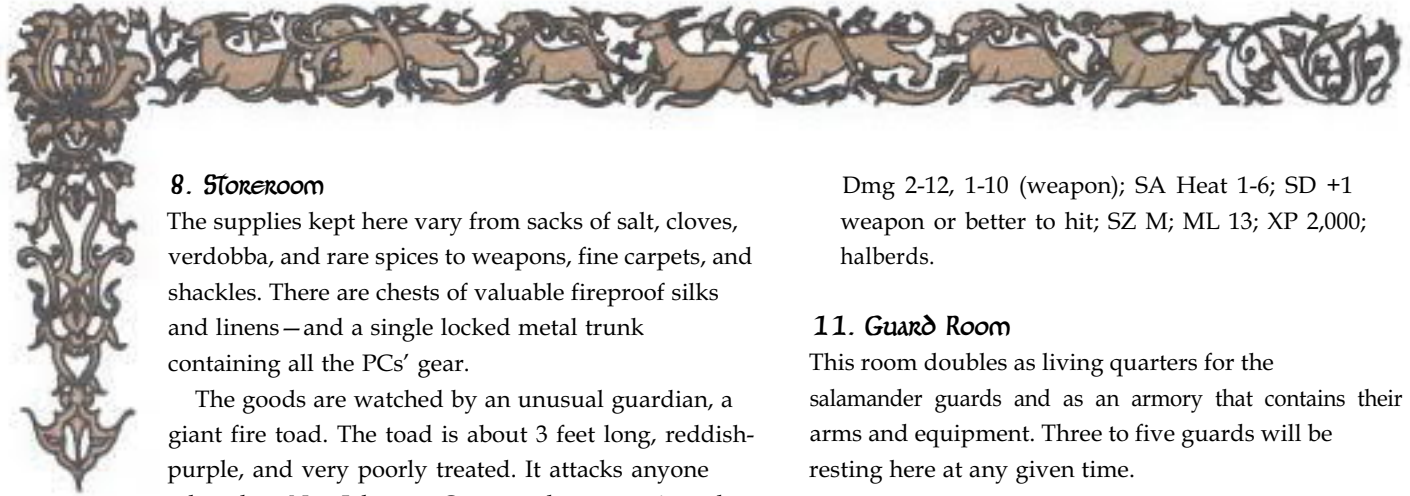 8. Storeroom
The supplies kept here vary from sacks of salt, cloves,
verdobba, and rare spices to weapons, fine carpets, and
shackles. There are chests of valuable fireproof silks
and linens—and a single locked metal trunk
containing all the PCs' gear.
The goods are watched by an unusual guardian, a
giant fire toad. The toad is about 3 feet long, reddish-
purple, and very poorly treated. It attacks anyone
Dmg 2-12, 1-10 (weapon); SA Heat 1-6; SD +1
weapon or better to hit; SZ M; ML 13; XP 2,000;
halberds.
11. Guard Room
This room doubles as living quarters for the
salamander guards and as an armory that contains their
arms and equipment. Three to five guards will be
resting here at any given time.